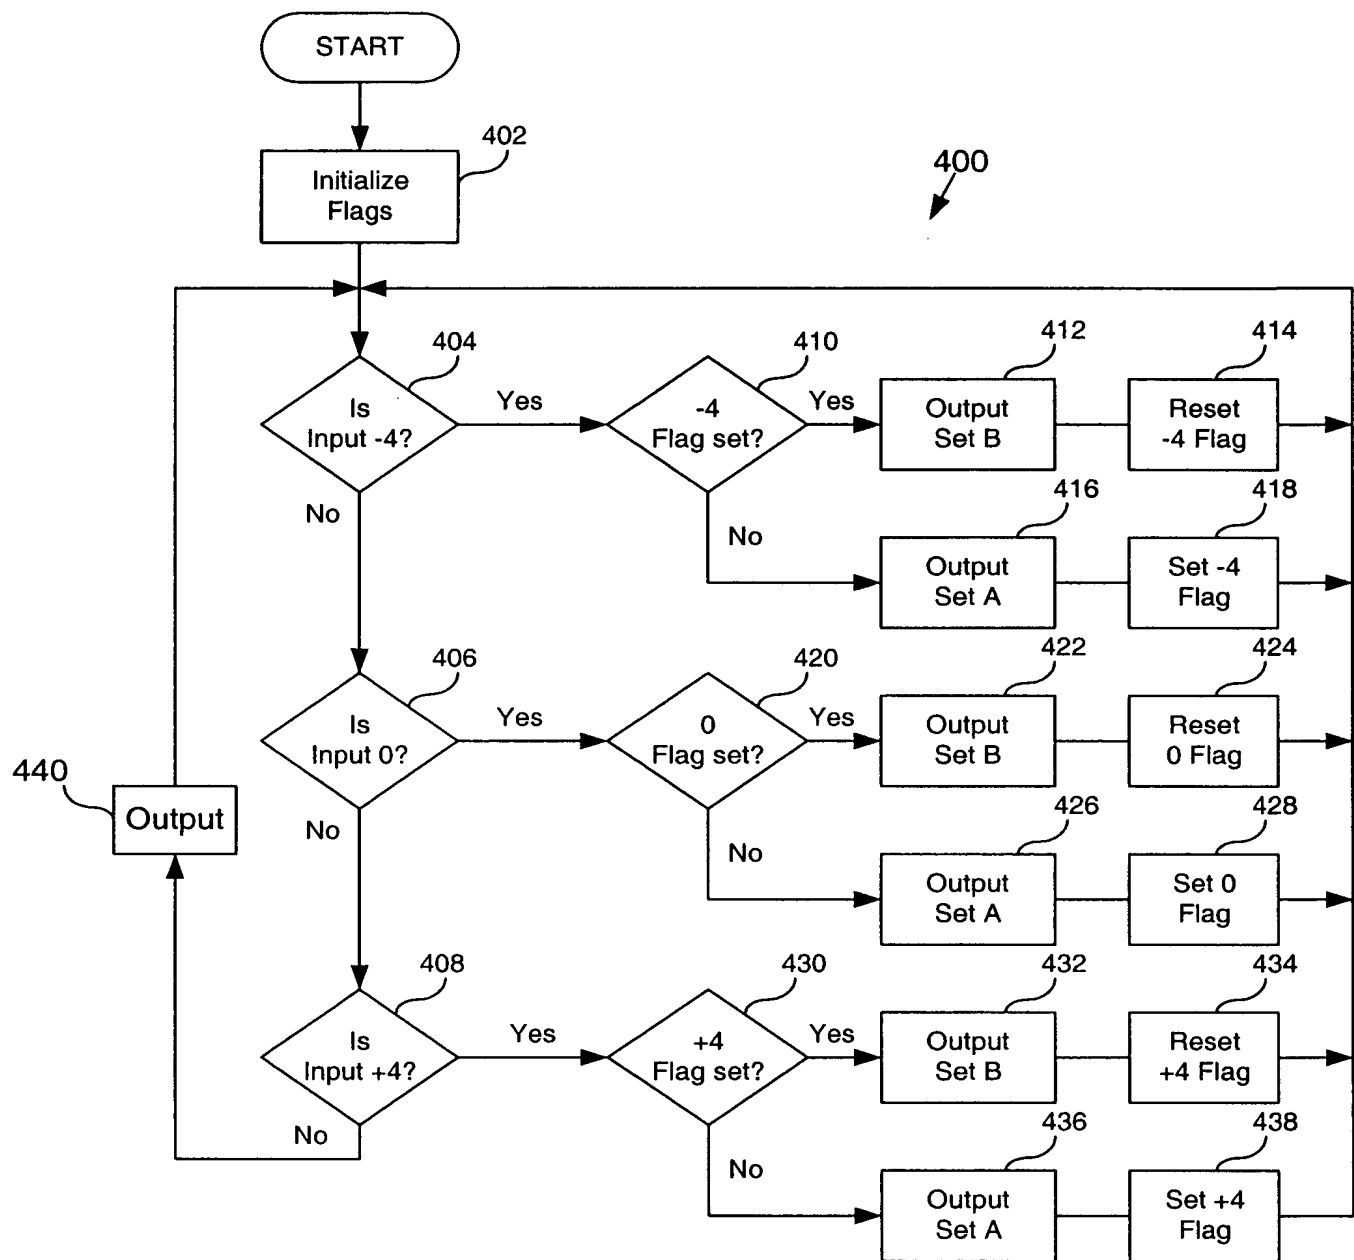 START
402
Initialize
Flags
400
404
Is
Input -4?
Yes
No
410
-4
Flag set?
Yes
No
412
Output
Set B
414
Reset
-4 Flag
416
Output
Set A
418
Set -4
Flag
406
Is
Input 0?
Yes
No
420
0
Flag set?
Yes
No
422
Output
Set B
424
Reset
0 Flag
426
Output
Set A
428
Set 0
Flag
440
Output
408
Is
Input +4?
Yes
No
430
+4
Flag set?
Yes
No
432
Output
Set B
434
Reset
+4 Flag
436
Output
Set A
438
Set +4
Flag